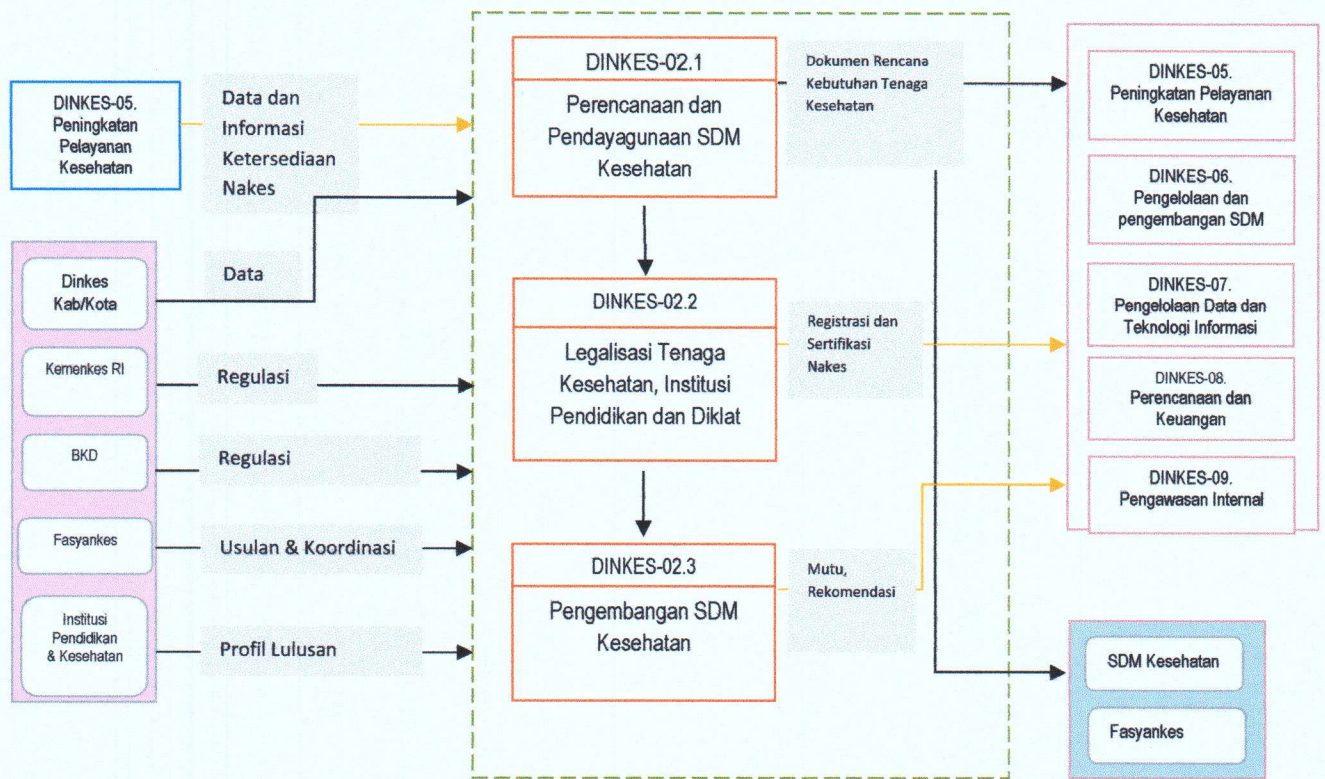 DINKES-05.
Peningkatan
Pelayanan
Kesehatan
Data dan
Informasi
Ketersediaan
Nakes
Dinkes
Kab/Kota
Data
Kemenkes RI
Regulasi
BKD
Regulasi
Fasyankes
Usulan & Koordinasi
Institusi
Pendidikan
& Kesehatan
Profil Lulusan
DINKES-02.1
Perencanaan dan
Pendayagunaan SDM
Kesehatan
DINKES-02.2
Legalisasi Tenaga
Kesehatan, Institusi
Pendidikan dan Diklat
DINKES-02.3
Pengembangan SDM
Kesehatan
Dokumen Rencana
Kebutuhan Tenaga
Kesehatan
Registrasi dan
Sertifikasi
Nakes
Mutu,
Rekomendasi
DINKES-05.
Peningkatan Pelayanan
Kesehatan
DINKES-06.
Pengelolaan dan
pengembangan SDM
DINKES-07.
Pengelolaan Data dan
Teknologi Informasi
DINKES-08.
Perencanaan dan
Keuangan
DINKES-09.
Pengawasan Internal
SDM Kesehatan
Fasyankes